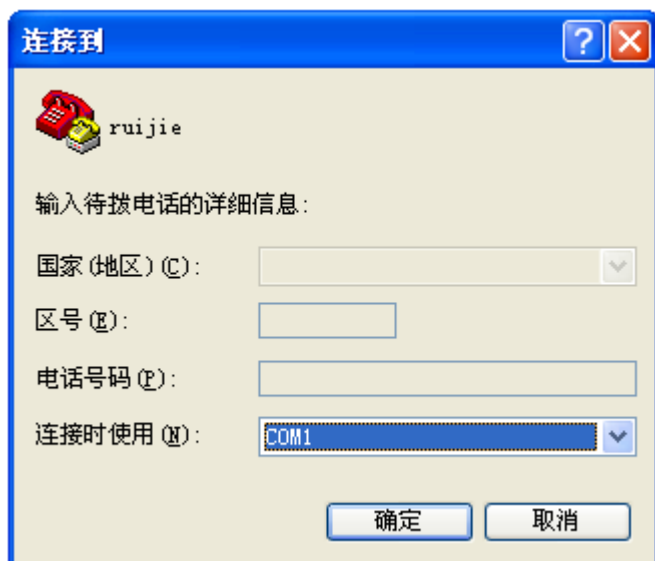 连接到
ruijie
输入待拨电话的详细信息:
国家(地区)(C):
区号(E):
电话号码(P):
连接时使用(N): COM1
确定 取消